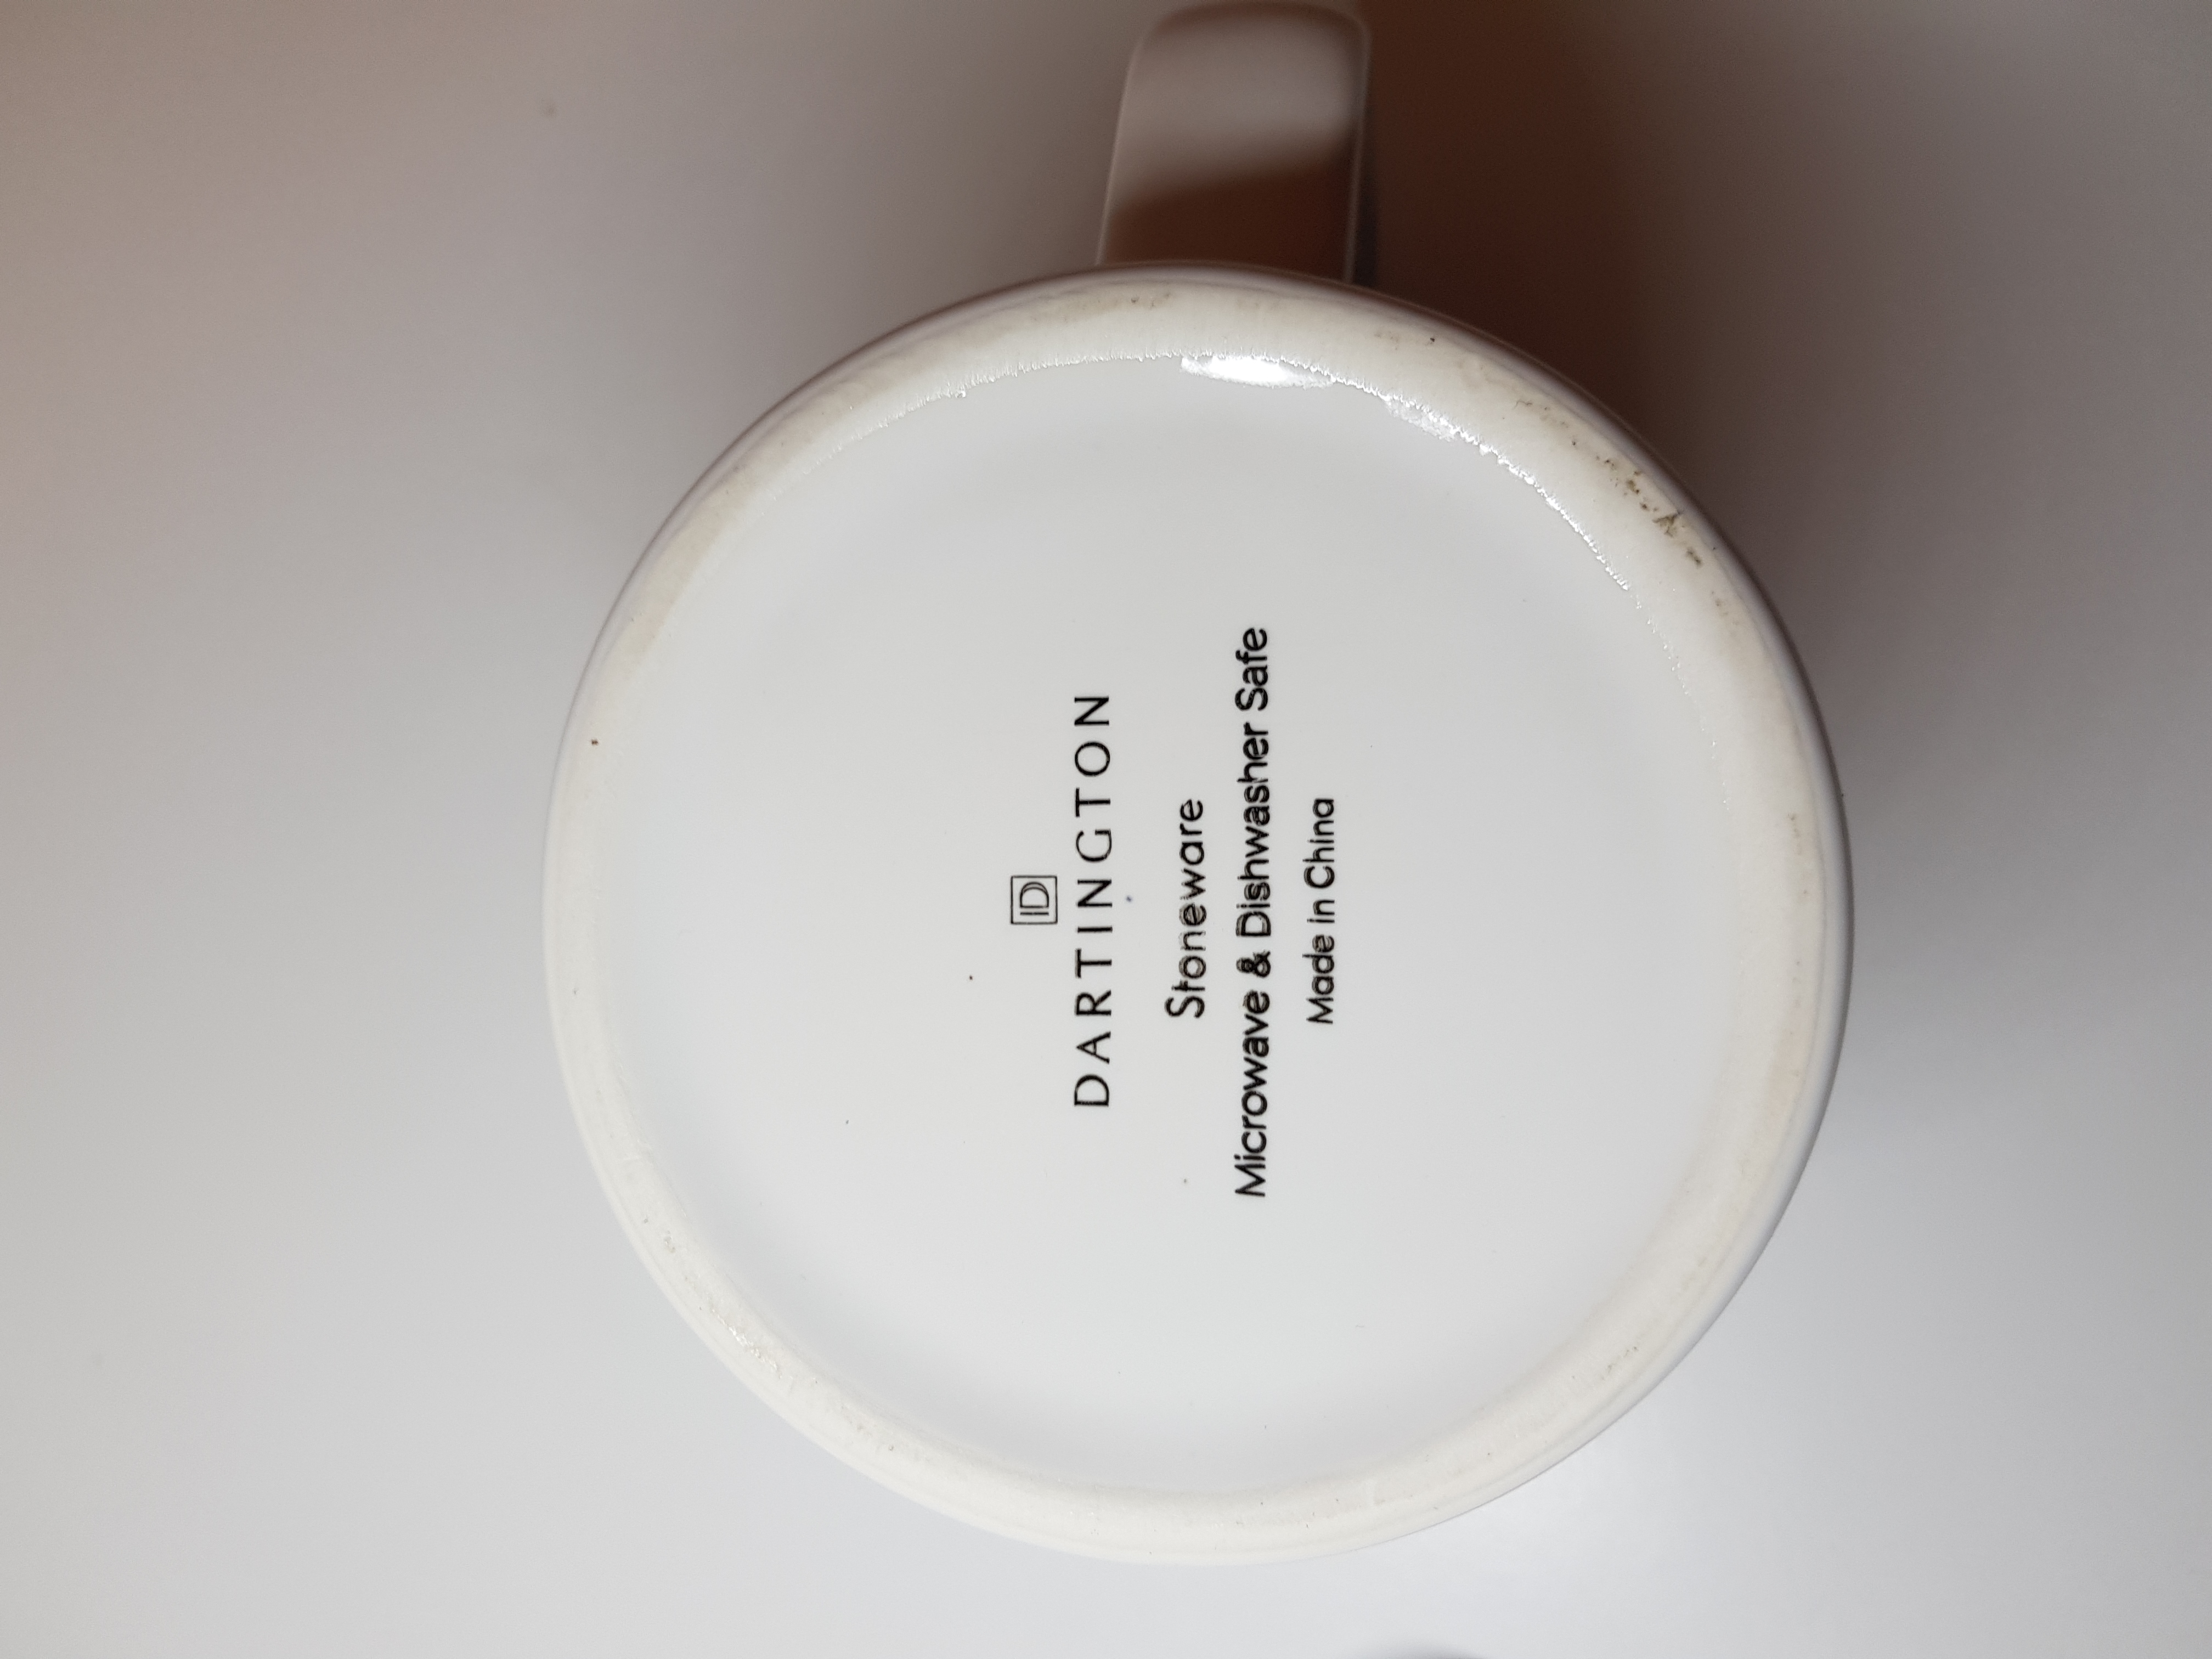 D
DARTINGTON
Stoneware
Microwave & Dishwasher Safe
Made in China